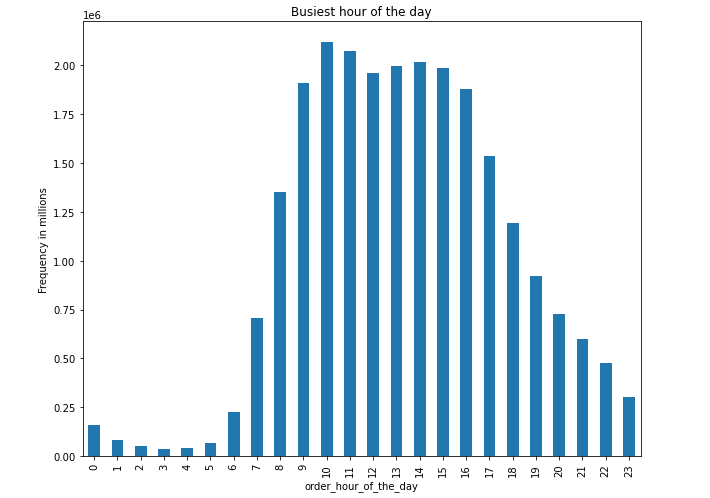 Busiest hour of the day
1e6
2.00
1.75
1.50
1.25
1.00
0.75
0.50
0.25
0.00
Frequency in millions
0 1 2 3 4 5 6 7 8 9 10 11 12 13 14 15 16 17 18 19 20 21 22 23
order_hour_of_the_day